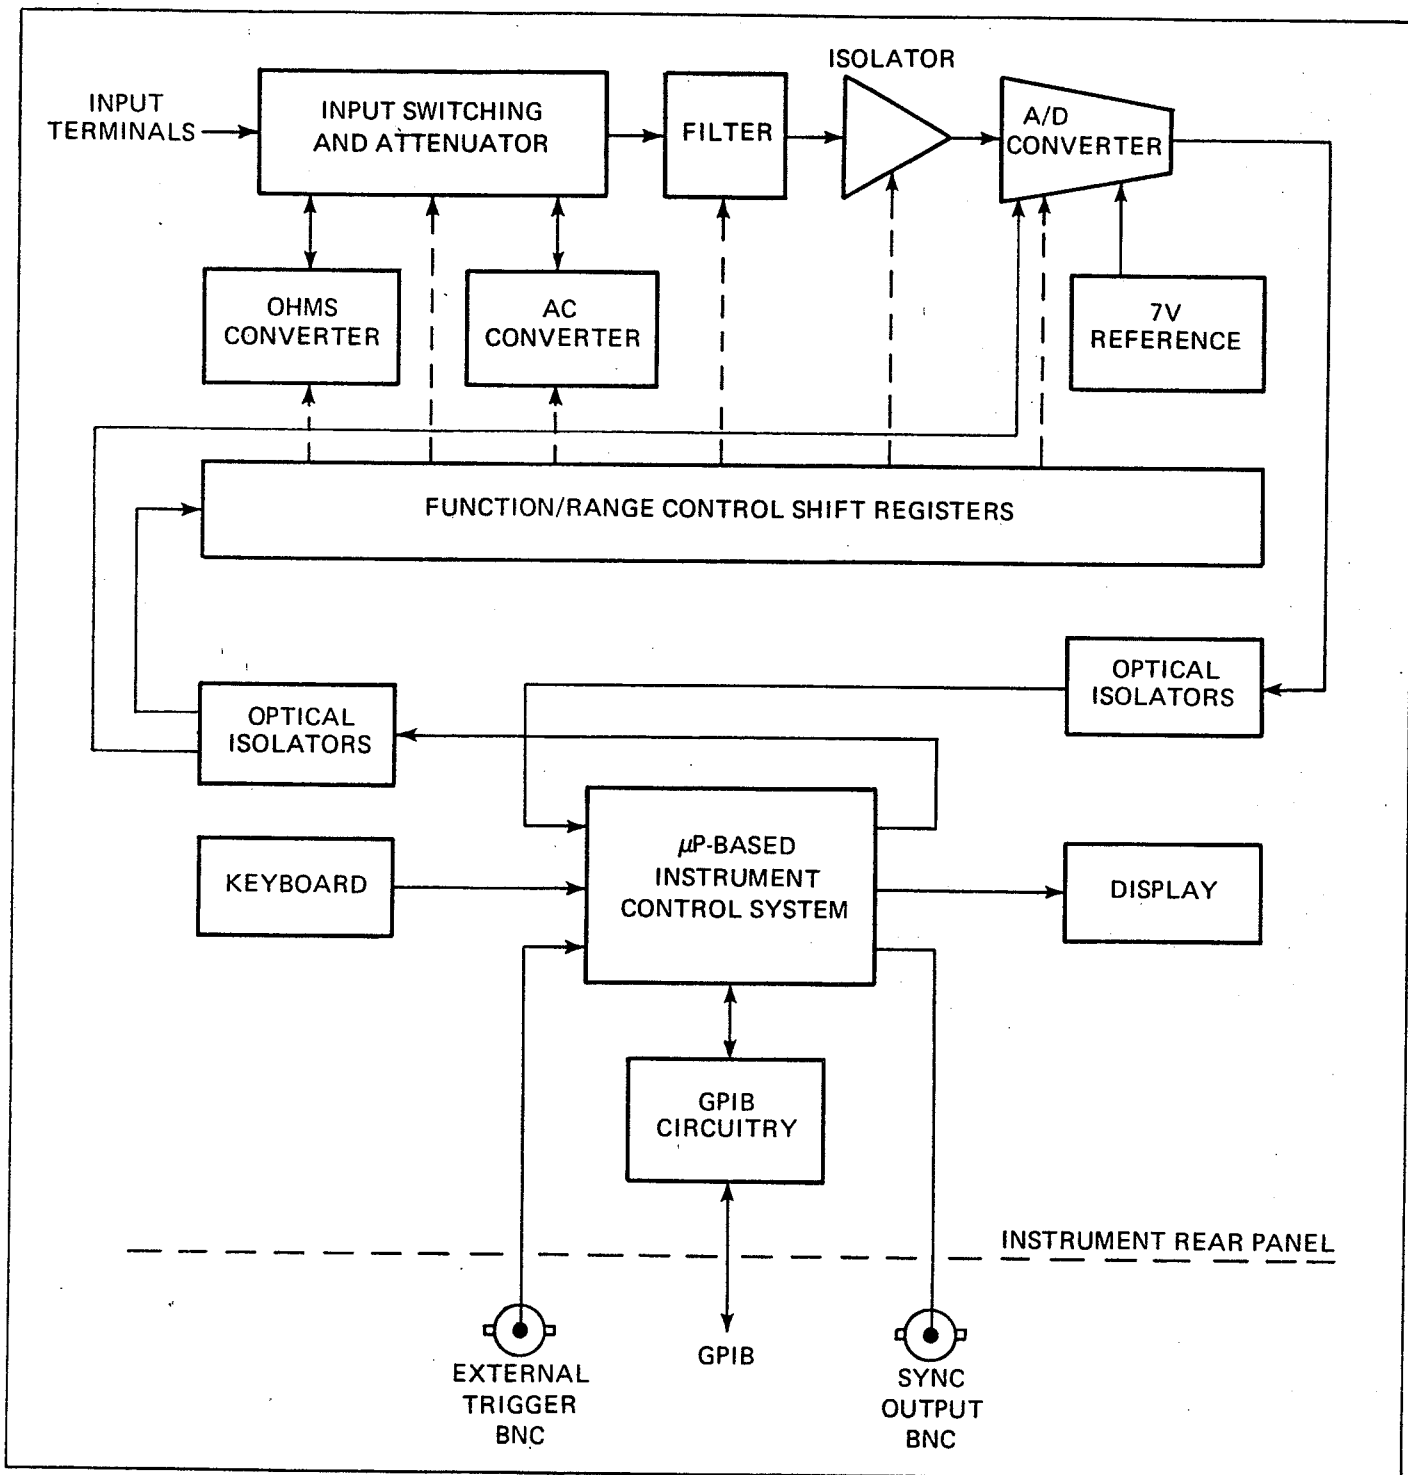 ISOLATOR
INPUT
TERMINALS
INPUT SWITCHING
AND ATTENUATOR
FILTER
A/D
CONVERTER
OHMS
CONVERTER
AC
CONVERTER
7V
REFERENCE
FUNCTION/RANGE CONTROL SHIFT REGISTERS
OPTICAL
ISOLATORS
OPTICAL
ISOLATORS
KEYBOARD
µP-BASED
INSTRUMENT
CONTROL SYSTEM
DISPLAY
GPIB
CIRCUITRY
INSTRUMENT REAR PANEL
EXTERNAL
TRIGGER
BNC
GPIB
SYNC
OUTPUT
BNC